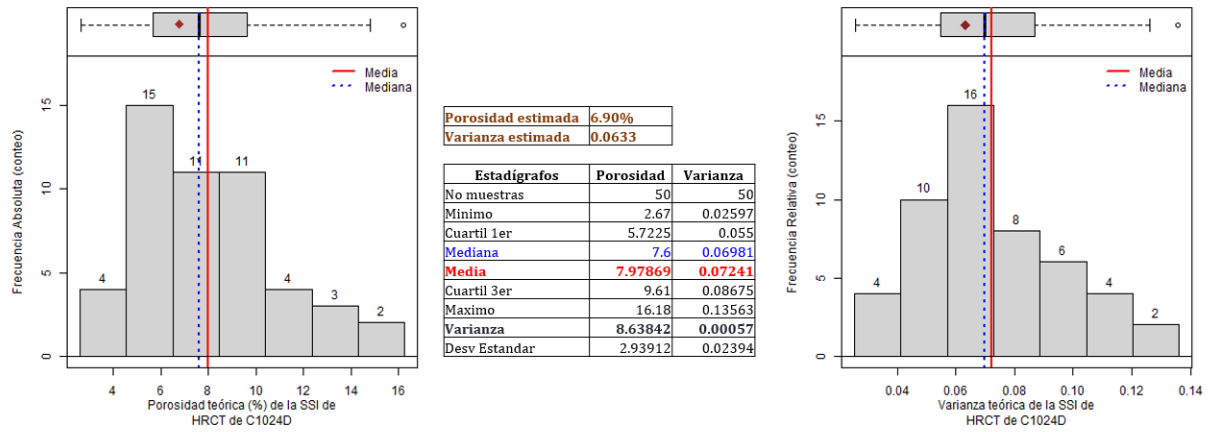 Media
Mediana
15
11
11
4
4
3
2
Frecuencia Absoluta (conteo)
0
5
10
15
4
6
8
10
12
14
16
Porosidad teórica (%) de la SSI de
HRCT de C1024D
Porosidad estimada 6.90%
Varianza estimada 0.0633
Estadígrafos Porosidad Varianza
No muestras 50 50
Minimo 2.67 0.02597
Cuartil 1er 5.7225 0.055
Mediana 7.6 0.06981
Media 7.97869 0.07241
Cuartil 3er 9.61 0.08675
Maximo 16.18 0.13563
Varianza 8.63842 0.00057
Desv Estandar 2.93912 0.02394
Media
Mediana
16
10
8
6
4
4
2
Frecuencia Relativa (conteo)
0
5
10
15
0.04
0.06
0.08
0.10
0.12
0.14
Varianza teórica de la SSI de
HRCT de C1024D